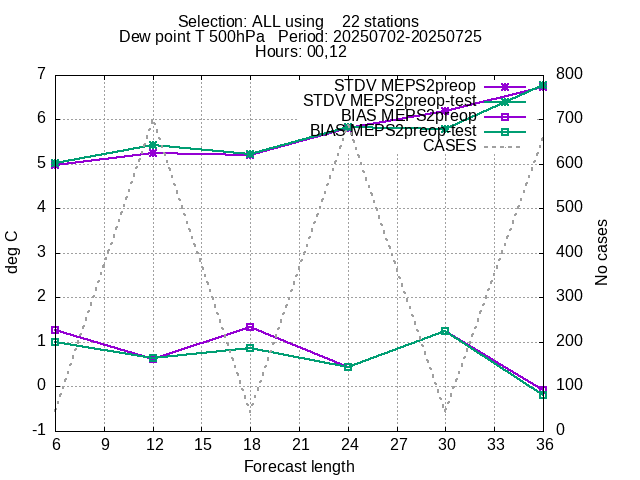 Selection: ALL using    22 stations
Dew point T 500hPa   Period: 20250702-20250725
Hours: 00,12
7
6
5
4
3
2
1
0
-1
deg C
800
700
600
500
400
300
200
100
0
No cases
STDV MEPS2preop
STDV MEPS2preop-test
BIAS MEPS2preop
BIAS MEPS2preop-test
CASES
6 9 12 15 18 21 24 27 30 33 36
Forecast length